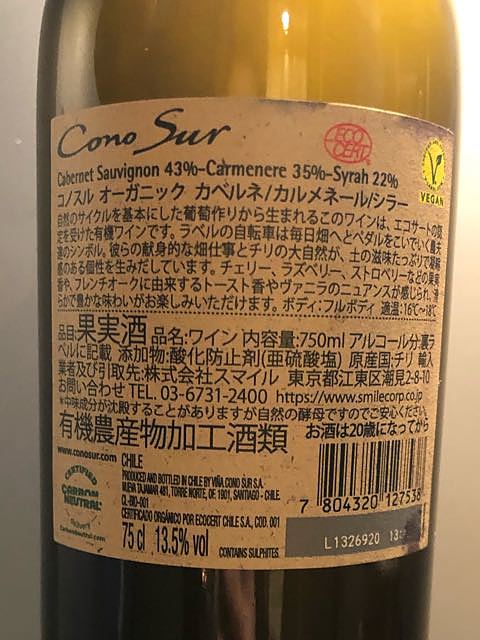 Cono Sur
ECO
CERT
VEGAN
Cabernet Sauvignon 43%-Carmenere 35%-Syrah 22%
コノスル オーガニック カベルネ/カルメネール/シラー
自然のサイクルを基本にした葡萄作りから生まれるこのワインは、エコサートの認
定を受けた有機ワインです。ラベルの自転車は毎日畑へとペダルをこいでいく農夫
達のシンボル。彼らの献身的な畑仕事とチリの大自然が、土の滋味たっぷりで凝縮
感のある個性を生みだしています。チェリー、ラズベリー、ストロベリーなどの果実
香や、フレンチオークに由来するトースト香やヴァニラのニュアンスが感じられ、滑
らかで豊かな味わいがお楽しみいただけます。ボディ:フルボディ 適温:16℃~18℃
品目:果実酒 品名:ワイン 内容量:750ml アルコール分:裏ラ
ベルに記載 添加物:酸化防止剤(亜硫酸塩) 原産国:チリ 輸入
業者及び引取先:株式会社スマイル 東京都江東区潮見2-8-10
お問い合わせ TEL. 03-6731-2400 https://www.smilecorp.co.jp
*中味成分が沈殿することがありますが自然の酵母ですのでご安心ください。
有機農産物加工酒類 お酒は20歳になってから
www.conosur.com
CHILE
PRODUCED AND BOTTLED IN CHILE BY VIÑA CONO SUR S.A.
NUEVA TAJAMAR 481, TORRE NORTE, OF. 1901, SANTIAGO - CHILE.
CL-BIO-001
CERTIFICADO ORGÁNICO POR ECOCERT CHILE S.A., COD. 001
75 cl 13.5% vol
CONTAINS SULPHITES.
CERTIFIED
CARBON
NEUTRAL
7 804320 127538
L1326920